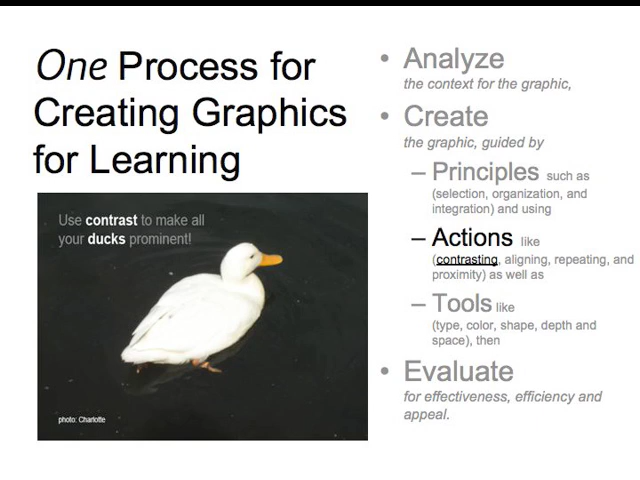 One Process for
Creating Graphics
for Learning
Use contrast to make all
your ducks prominent!
photo: Charlotte
• Analyze
the context for the graphic,
• Create
the graphic, guided by
– Principles such as
(selection, organization, and
integration) and using
– Actions like
(contrasting, aligning, repeating, and
proximity) as well as
– Tools like
(type, color, shape, depth and
space), then
• Evaluate
for effectiveness, efficiency and
appeal.